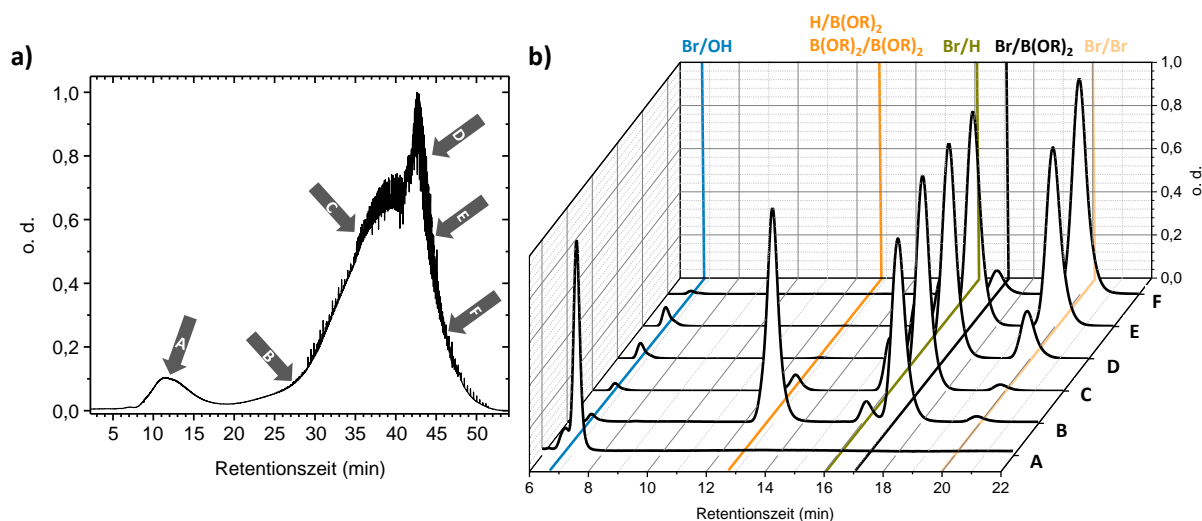 a)
1,0
0,8
0,6
0,4
0,2
0,0
o. d.
5 10 15 20 25 30 35 40 45 50
Retentionszeit (min)
A
B
C
D
E
F
b)
Br/OH
H/B(OR)2
B(OR)2/B(OR)2
Br/H
Br/B(OR)2
Br/Br
1,0
0,8
0,6
0,4
0,2
0,0
o. d.
F
E
D
C
B
A
6 8 10 12 14 16 18 20 22
Retentionszeit (min)